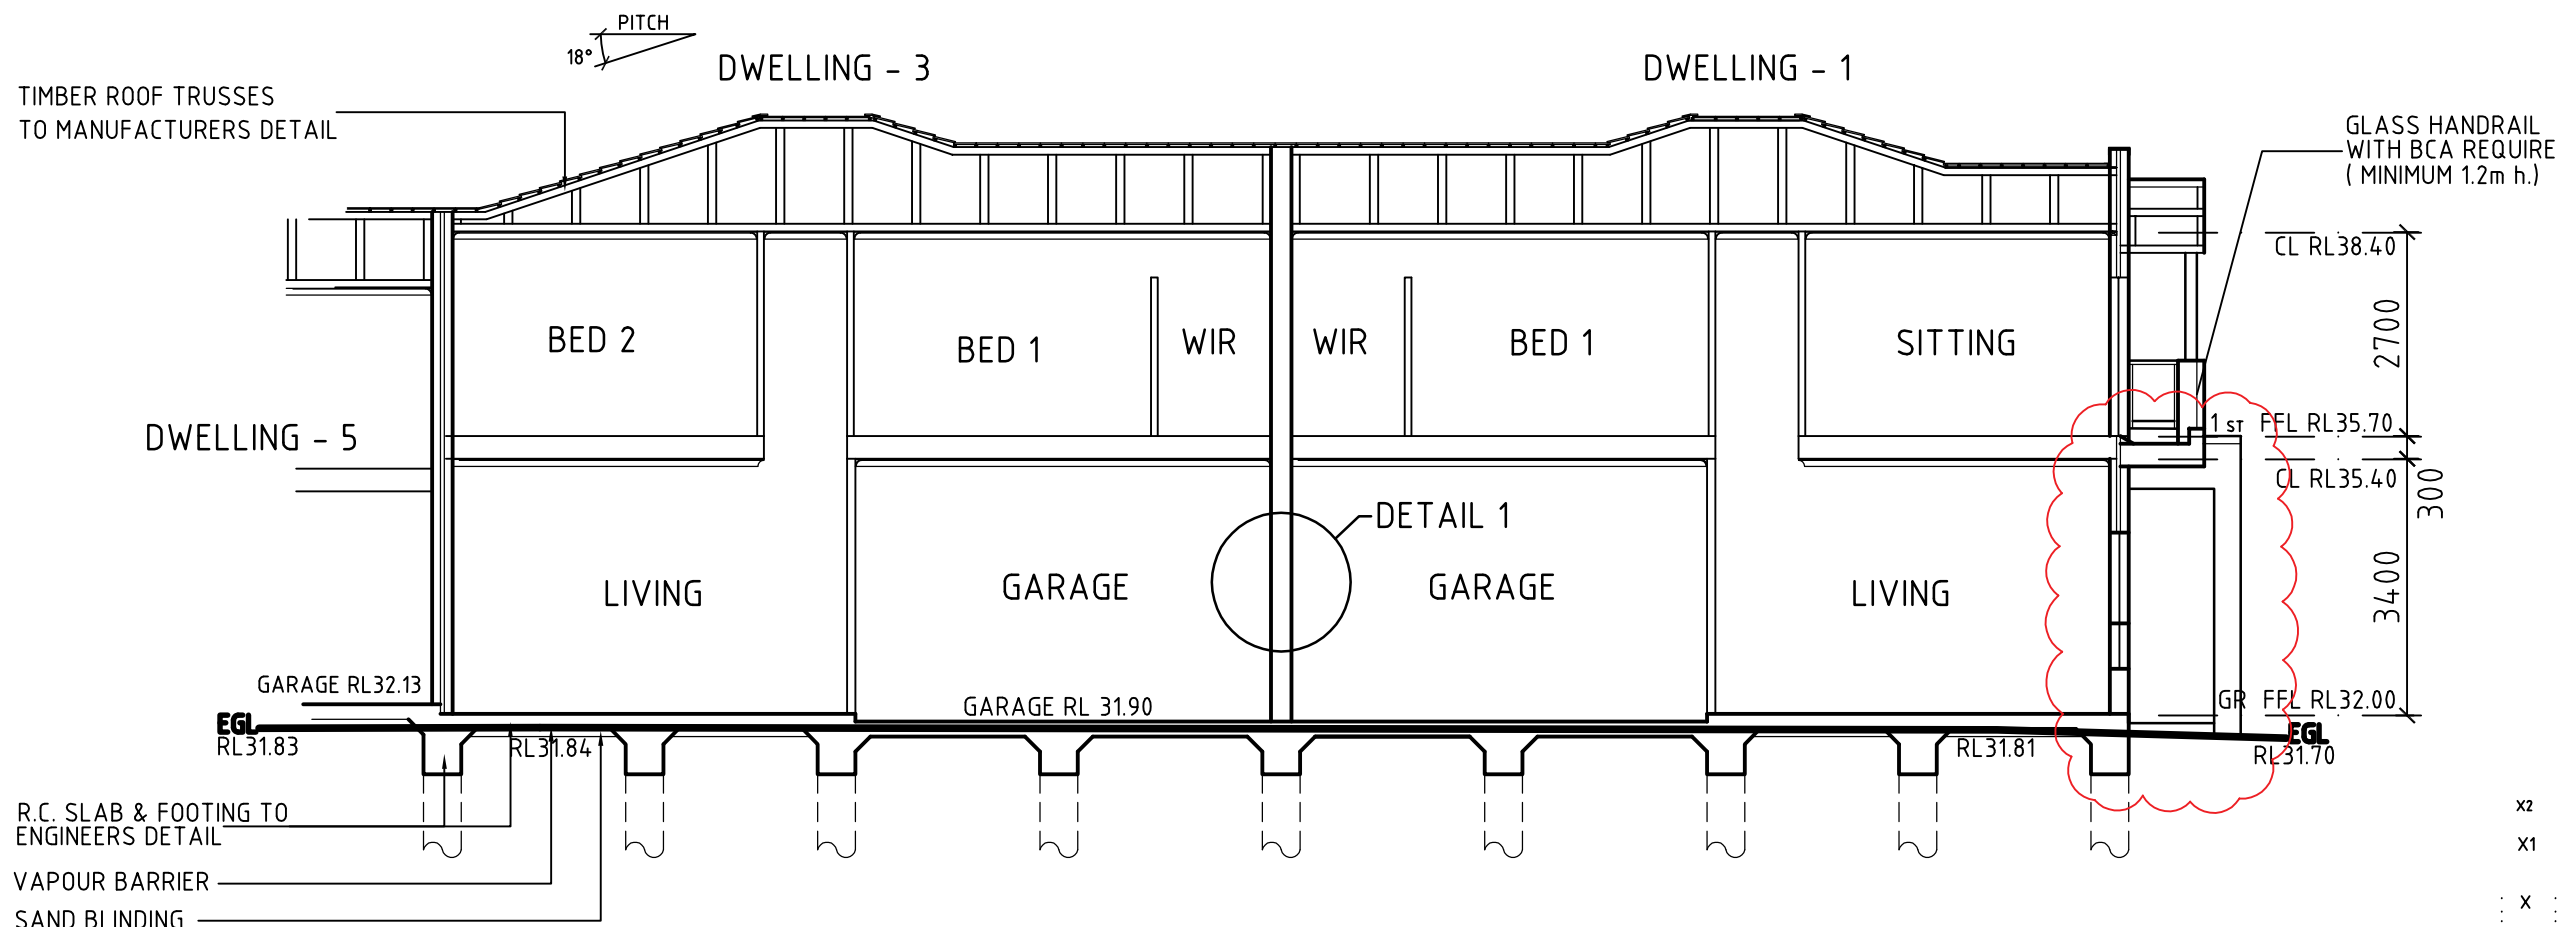 PITCH
18°
DWELLING - 3
DWELLING - 1
TIMBER ROOF TRUSSES
TO MANUFACTURERS DETAIL
GLASS HANDRAIL
WITH BCA REQUIRE
( MINIMUM 1.2m h.)
CL RL38.40
2700
BED 2
BED 1
WIR
WIR
BED 1
SITTING
1 ST FFL RL35.70
DWELLING - 5
CL RL35.40
300
DETAIL 1
3400
LIVING
GARAGE
GARAGE
LIVING
GARAGE RL32.13
GARAGE RL 31.90
GR FFL RL32.00
EGL
RL31.83
RL31.84
RL31.81
EGL
RL31.70
R.C. SLAB & FOOTING TO
ENGINEERS DETAIL
VAPOUR BARRIER
SAND BLINDING
X2
X1
X